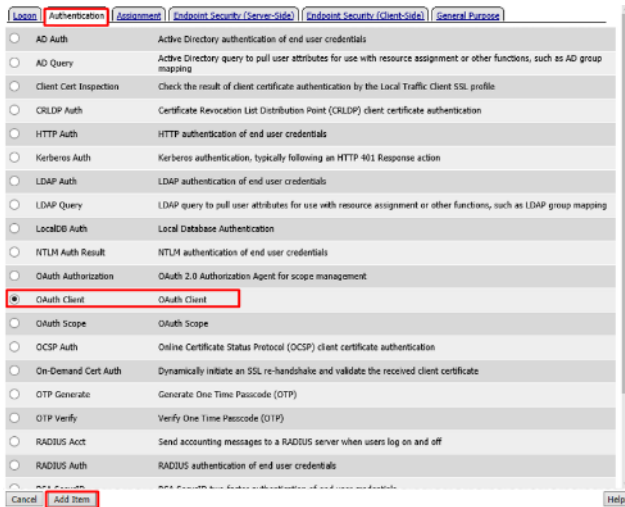 Logon Authentication Assignment Endpoint Security (Server-Side) Endpoint Security (Client-Side) General Purpose
AD Auth Active Directory authentication of end user credentials
AD Query Active Directory query to pull user attributes for use with resource assignment or other functions, such as AD group
mapping
Client Cert Inspection Check the result of client certificate authentication by the Local Traffic Client SSL profile
CRLDP Auth Certificate Revocation List Distribution Point (CRLDP) client certificate authentication
HTTP Auth HTTP authentication of end user credentials
Kerberos Auth Kerberos authentication, typically following an HTTP 401 Response action
LDAP Auth LDAP authentication of end user credentials
LDAP Query LDAP query to pull user attributes for use with resource assignment or other functions, such as LDAP group mapping
LocalDB Auth Local Database Authentication
NTLM Auth Result NTLM authentication of end user credentials
OAuth Authorization OAuth 2.0 Authorization Agent for scope management
OAuth Client OAuth Client
OAuth Scope OAuth Scope
OCSP Auth Online Certificate Status Protocol (OCSP) client certificate authentication
On-Demand Cert Auth Dynamically initiate an SSL re-handshake and validate the received client certificate
OTP Generate Generate One Time Passcode (OTP)
OTP Verify Verify One Time Passcode (OTP)
RADIUS Acct Send accounting messages to a RADIUS server when users log on and off
RADIUS Auth RADIUS authentication of end user credentials
RSA SecurID RSA SecurID two-factor authentication of end user credentials
Cancel Add Item Help